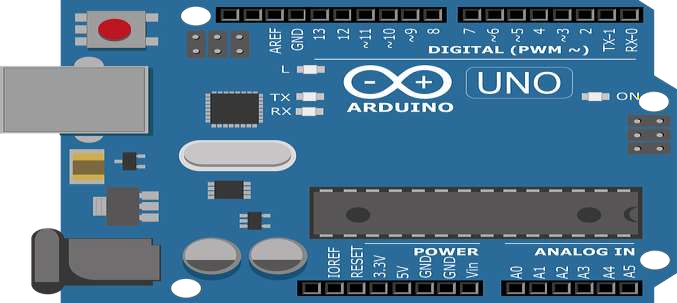 AREF GND 13 12 ~11 ~10 ~9 8 7 ~6 ~5 4 ~3 2 TX-1 RX-0
DIGITAL (PWM ~)
L
TX
RX
ARDUINO
UNO
ON
POWER
ANALOG IN
IOREF RESET 3.3V 5V GND GND Vin A0 A1 A2 A3 A4 A5